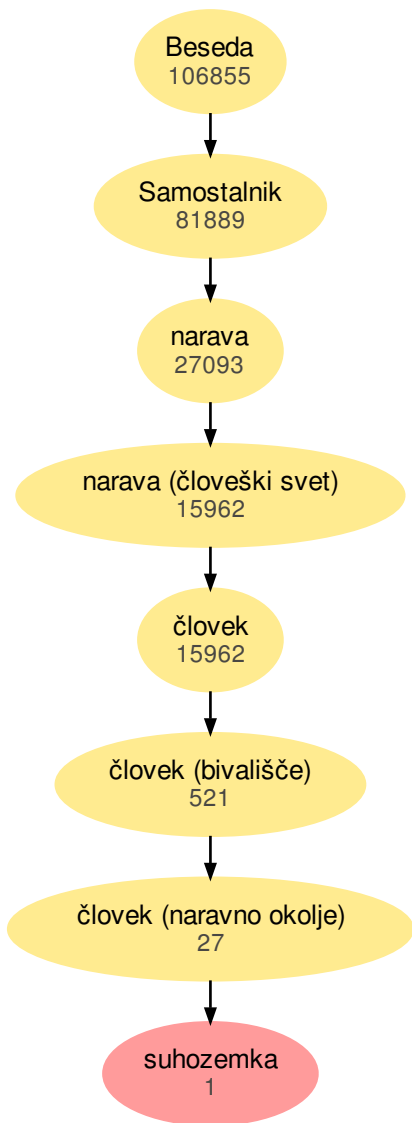 Beseda
106855
Samostalnik
81889
narava
27093
narava (človeški svet)
15962
človek
15962
človek (bivališče)
521
človek (naravno okolje)
27
suhozemka
1